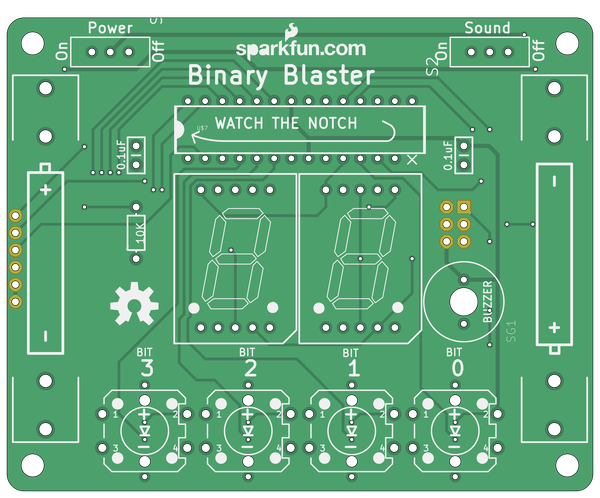 Power
Sound
On
Off
sparkfun.com
S2
On
Off
Binary Blaster
WATCH THE NOTCH
0.1uF
0.1uF
+
10K
BUZZER
SG1
+
BIT
3
BIT
2
BIT
1
BIT
0
1 2
3 4
1 2
3 4
1 2
3 4
1 2
3 4